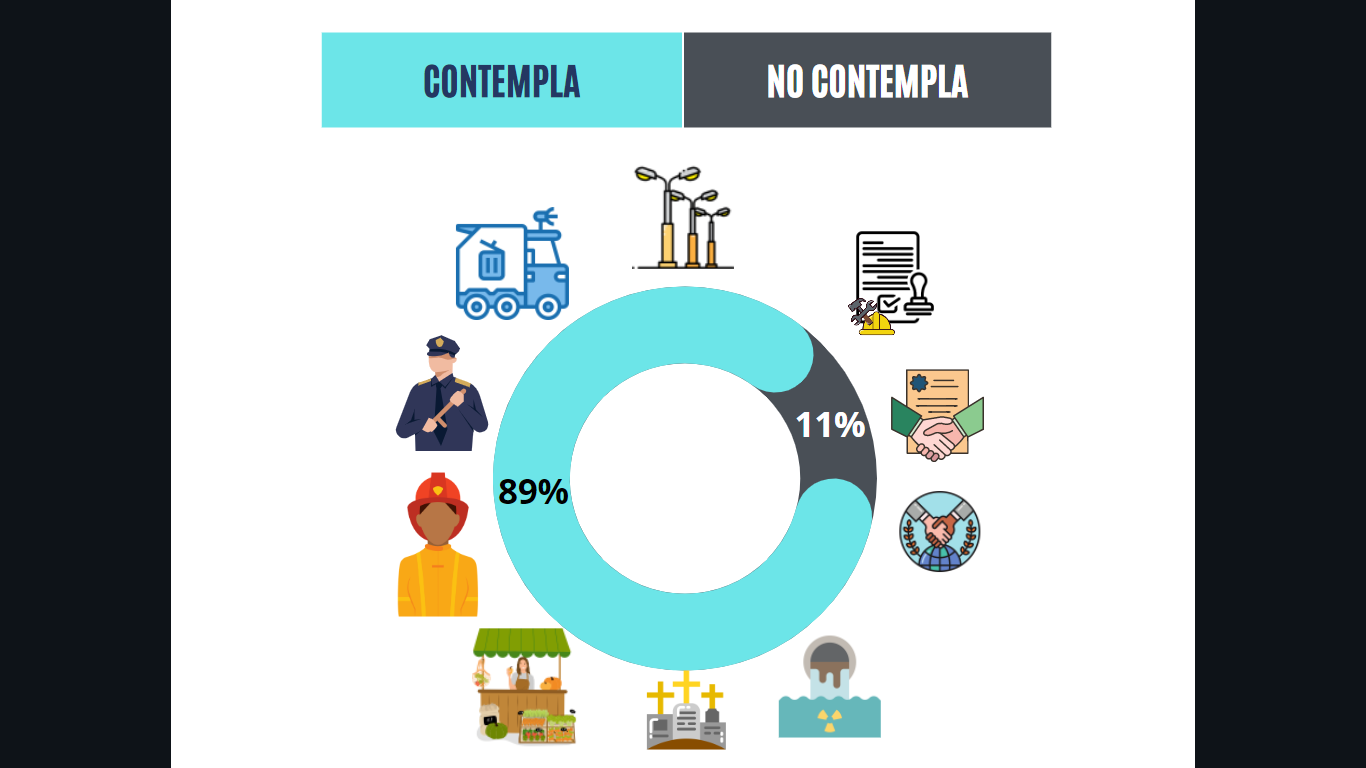 CONTEMPLA
NO CONTEMPLA
11%
89%